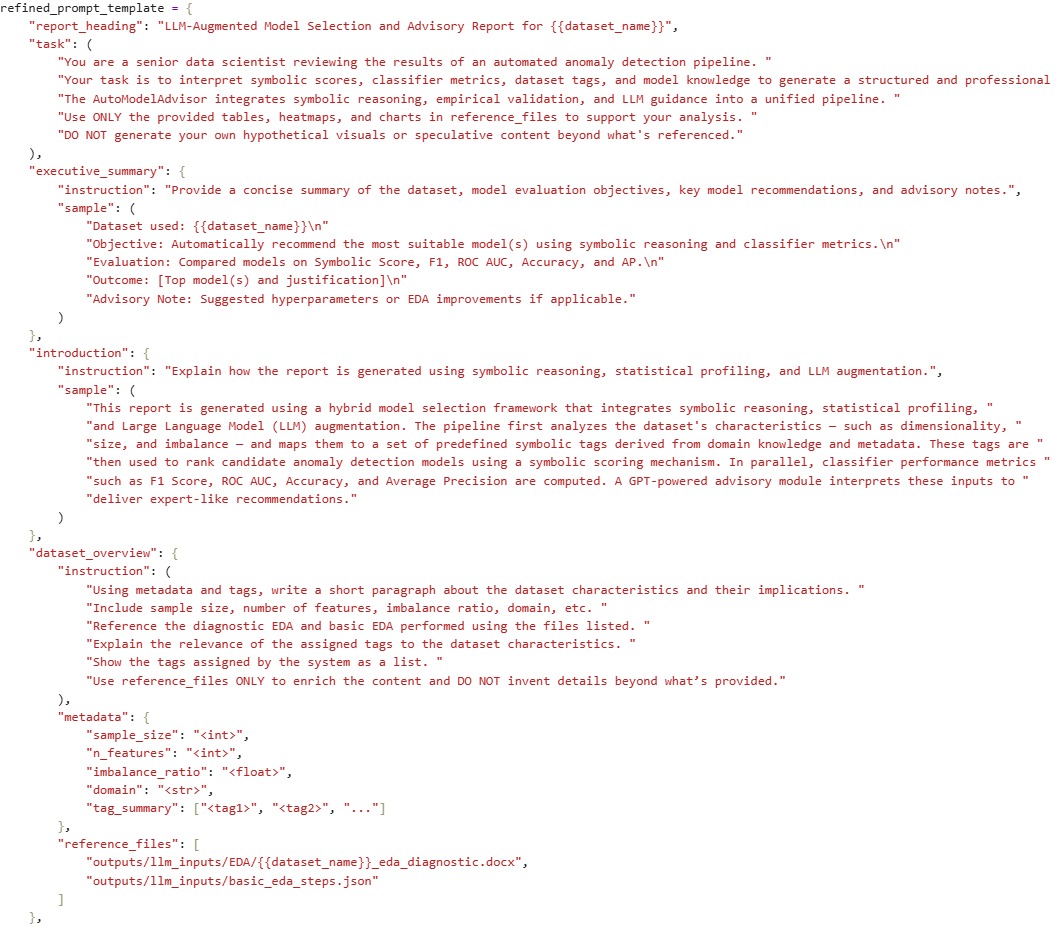 refined_prompt_template = {
    "report_heading": "LLM-Augmented Model Selection and Advisory Report for {{dataset_name}}",
    "task": (
        "You are a senior data scientist reviewing the results of an automated anomaly detection pipeline. "
        "Your task is to interpret symbolic scores, classifier metrics, dataset tags, and model knowledge to generate a structured and professional
        "The AutoModelAdvisor integrates symbolic reasoning, empirical validation, and LLM guidance into a unified pipeline. "
        "Use ONLY the provided tables, heatmaps, and charts in reference_files to support your analysis. "
        "DO NOT generate your own hypothetical visuals or speculative content beyond what's referenced."
    ),
    "executive_summary": {
        "instruction": "Provide a concise summary of the dataset, model evaluation objectives, key model recommendations, and advisory notes.",
        "sample": (
            "Dataset used: {{dataset_name}}\n"
            "Objective: Automatically recommend the most suitable model(s) using symbolic reasoning and classifier metrics.\n"
            "Evaluation: Compared models on Symbolic Score, F1, ROC AUC, Accuracy, and AP.\n"
            "Outcome: [Top model(s) and justification]\n"
            "Advisory Note: Suggested hyperparameters or EDA improvements if applicable."
        )
    },
    "introduction": {
        "instruction": "Explain how the report is generated using symbolic reasoning, statistical profiling, and LLM augmentation.",
        "sample": (
            "This report is generated using a hybrid model selection framework that integrates symbolic reasoning, statistical profiling, "
            "and Large Language Model (LLM) augmentation. The pipeline first analyzes the dataset's characteristics — such as dimensionality, "
            "size, and imbalance — and maps them to a set of predefined symbolic tags derived from domain knowledge and metadata. These tags are "
            "then used to rank candidate anomaly detection models using a symbolic scoring mechanism. In parallel, classifier performance metrics "
            "such as F1 Score, ROC AUC, Accuracy, and Average Precision are computed. A GPT-powered advisory module interprets these inputs to "
            "deliver expert-like recommendations."
        )
    },
    "dataset_overview": {
        "instruction": (
            "Using metadata and tags, write a short paragraph about the dataset characteristics and their implications. "
            "Include sample size, number of features, imbalance ratio, domain, etc. "
            "Reference the diagnostic EDA and basic EDA performed using the files listed. "
            "Explain the relevance of the assigned tags to the dataset characteristics. "
            "Show the tags assigned by the system as a list. "
            "Use reference_files ONLY to enrich the content and DO NOT invent details beyond what’s provided."
        ),
        "metadata": {
            "sample_size": "<int>",
            "n_features": "<int>",
            "imbalance_ratio": "<float>",
            "domain": "<str>",
            "tag_summary": ["<tag1>", "<tag2>", "..."]
        },
        "reference_files": [
            "outputs/llm_inputs/EDA/{{dataset_name}}_eda_diagnostic.docx",
            "outputs/llm_inputs/basic_eda_steps.json"
        ]
    },